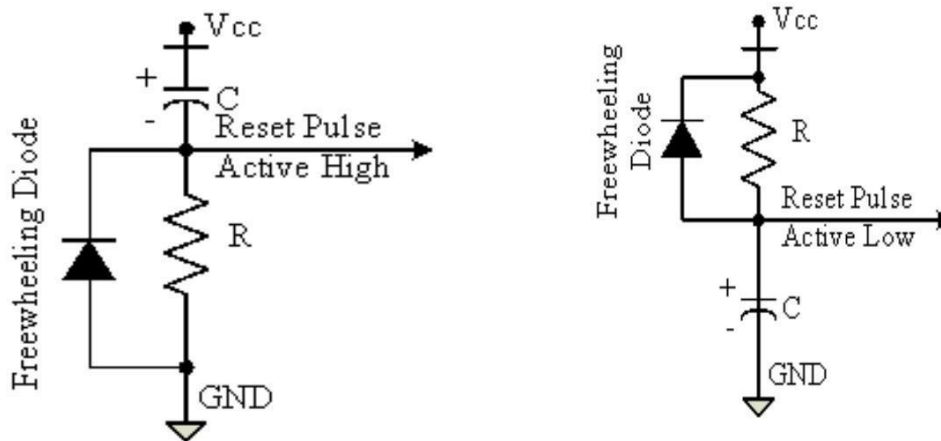 Vcc
+
C
-
Reset Pulse
Active High
Freewheeling Diode
R
GND
Vcc
Freewheeling
Diode
R
Reset Pulse
Active Low
+
C
-
GND